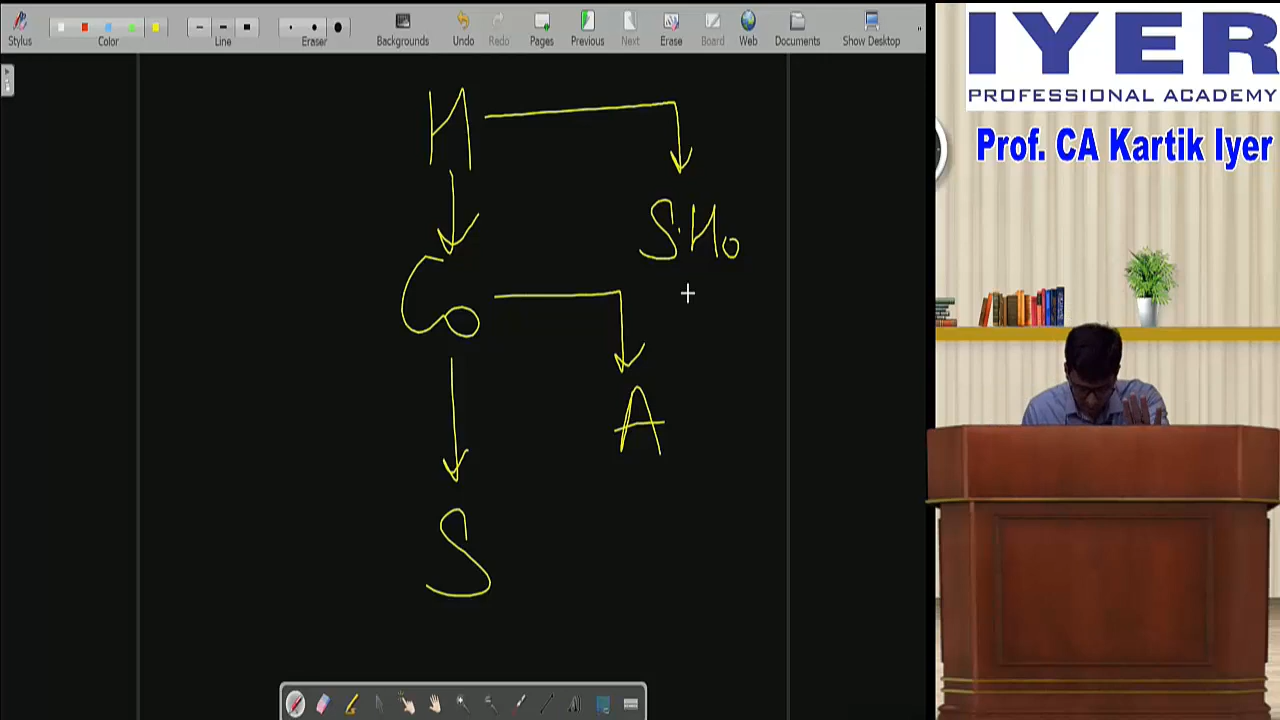 Stylus
Color
Line
Eraser
Backgrounds
Undo
Redo
Pages
Previous
Next
Erase
Board
Web
Documents
Show Desktop
IYER
PROFESSIONAL ACADEMY
Prof. CA Kartik Iyer
H
S.Ho
Co
A
S